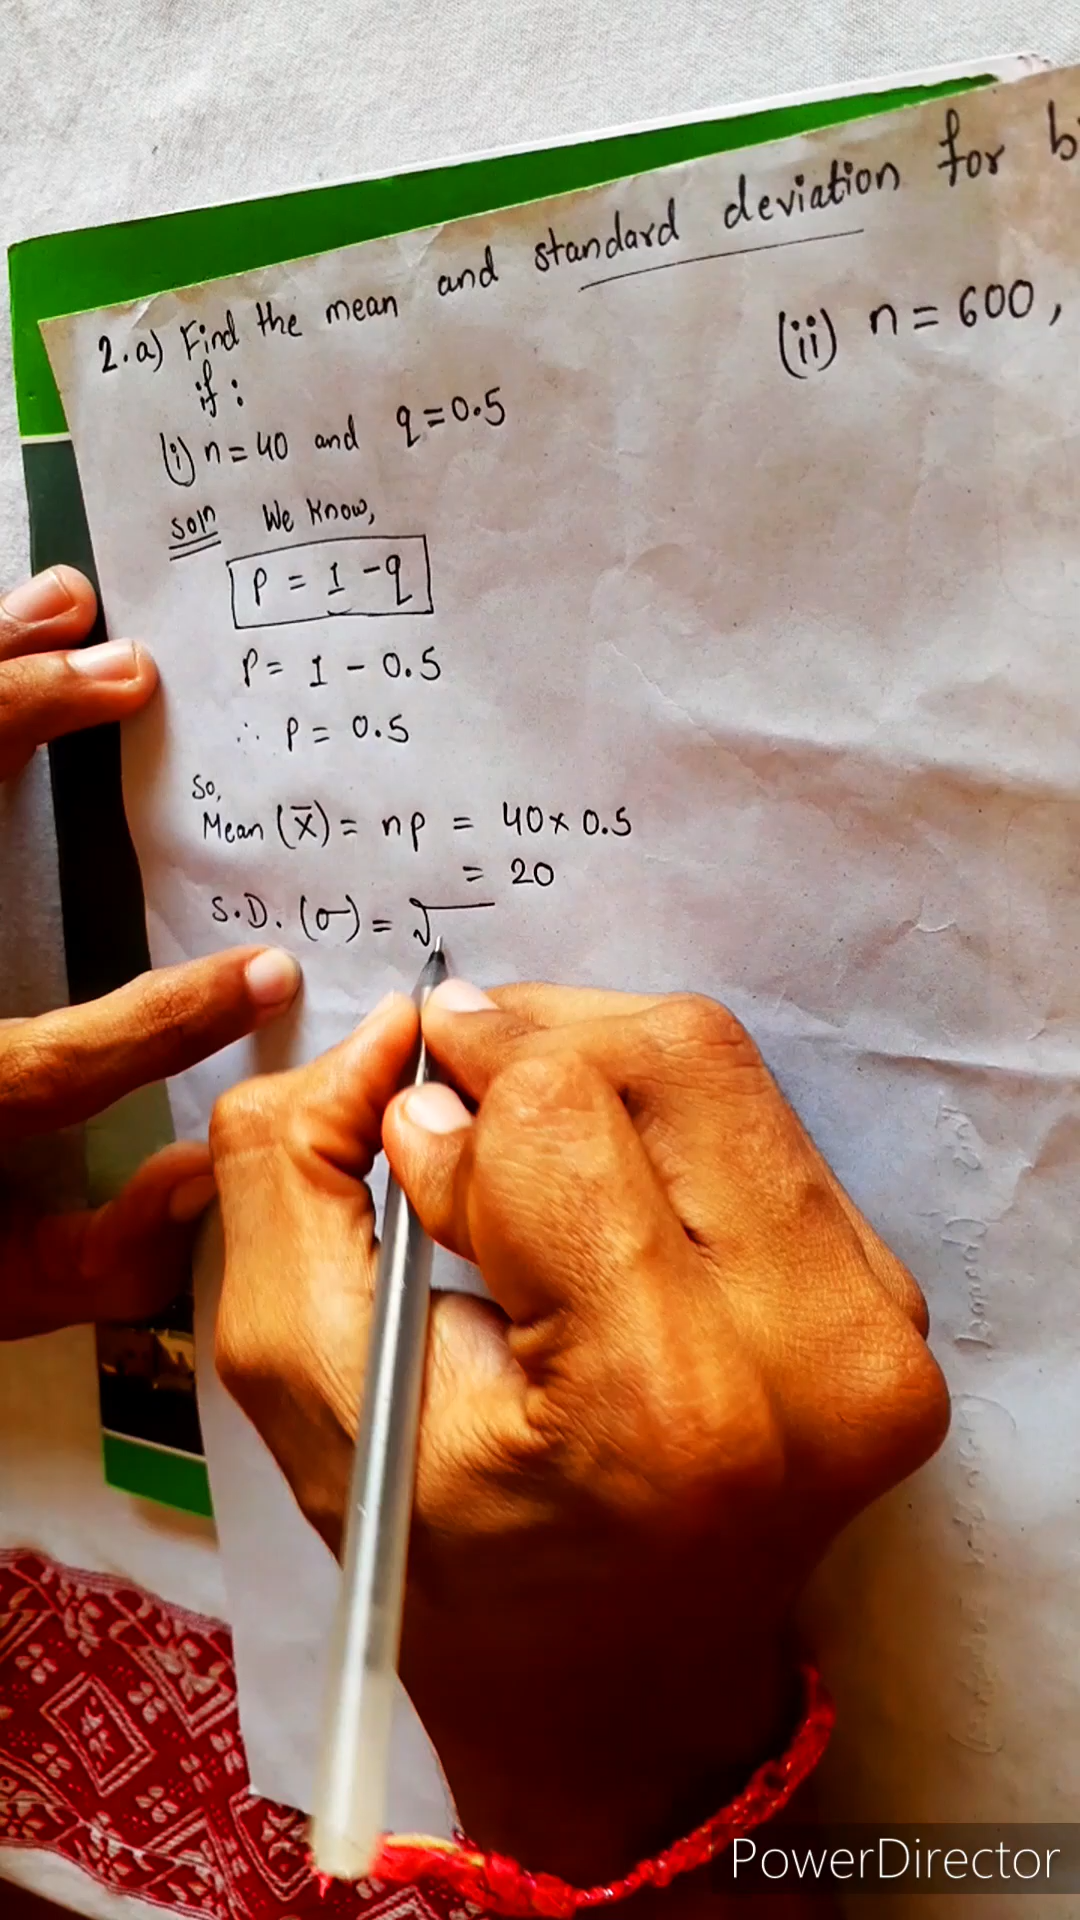 2.a) Find the mean and standard deviation for
if :
(i) n = 40 and q = 0.5
(ii) n = 600,
Soln We Know,
P = 1 - q
P = 1 - 0.5
∴ P = 0.5
So,
Mean (x̄) = np = 40 × 0.5
= 20
S.D. (σ) = √
PowerDirector